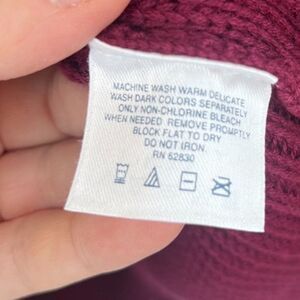 MACHINE WASH WARM DELICATE
WASH DARK COLORS SEPARATELY
ONLY NON-CHLORINE BLEACH
WHEN NEEDED. REMOVE PROMPTLY
BLOCK FLAT TO DRY
DO NOT IRON.
RN 52830